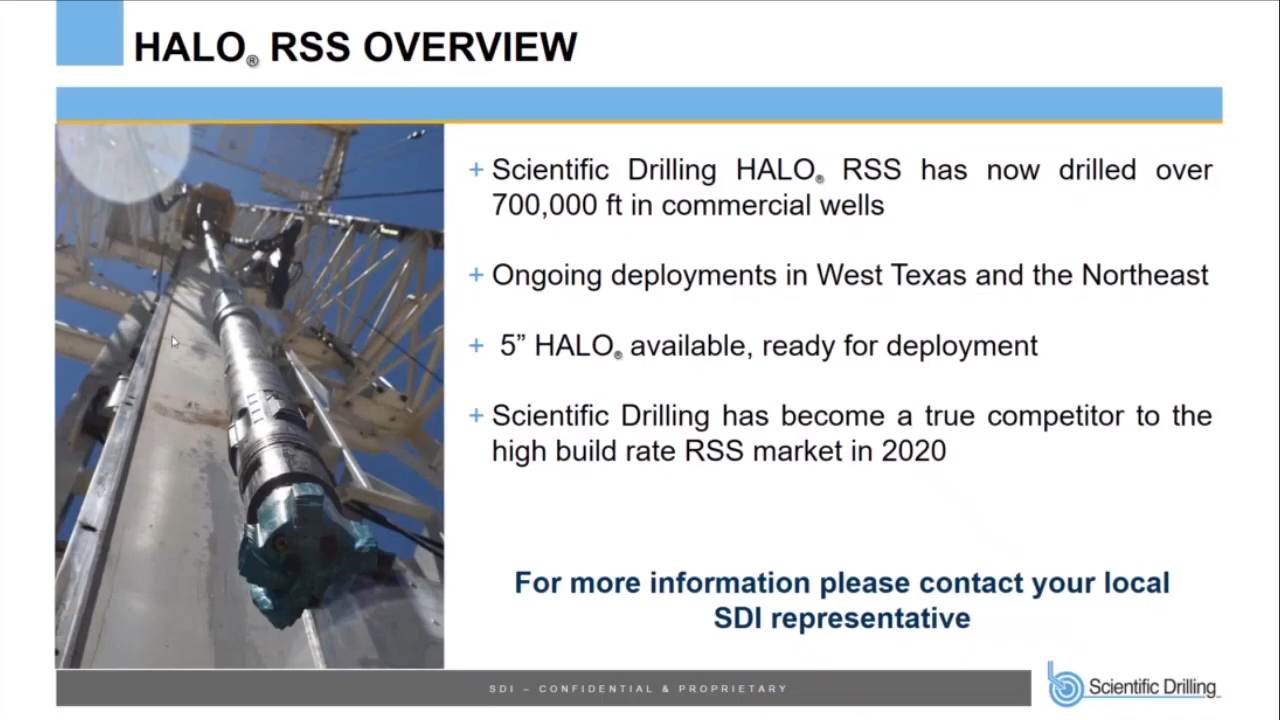 HALO® RSS OVERVIEW
+ Scientific Drilling HALO® RSS has now drilled over
700,000 ft in commercial wells
+ Ongoing deployments in West Texas and the Northeast
+ 5” HALO® available, ready for deployment
+ Scientific Drilling has become a true competitor to the
high build rate RSS market in 2020
For more information please contact your local
SDI representative
SDI – CONFIDENTIAL & PROPRIETARY
Scientific Drilling